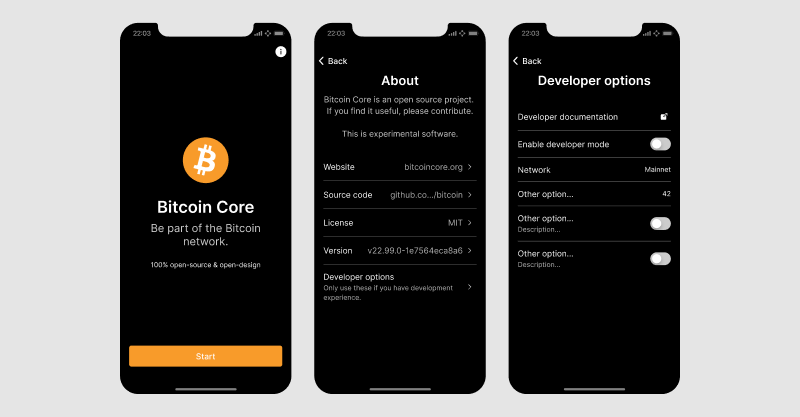 22:03
Bitcoin Core
Be part of the Bitcoin
network.
100% open-source & open-design
Start
22:03
Back
About
Bitcoin Core is an open source project.
If you find it useful, please contribute.
This is experimental software.
Website bitcoincore.org
Source code github.co.../bitcoin
License MIT
Version v22.99.0-1e7564eca8a6
Developer options
Only use these if you have development
experience.
22:03
Back
Developer options
Developer documentation
Enable developer mode
Network Mainnet
Other option... 42
Other option...
Description...
Other option...
Description...